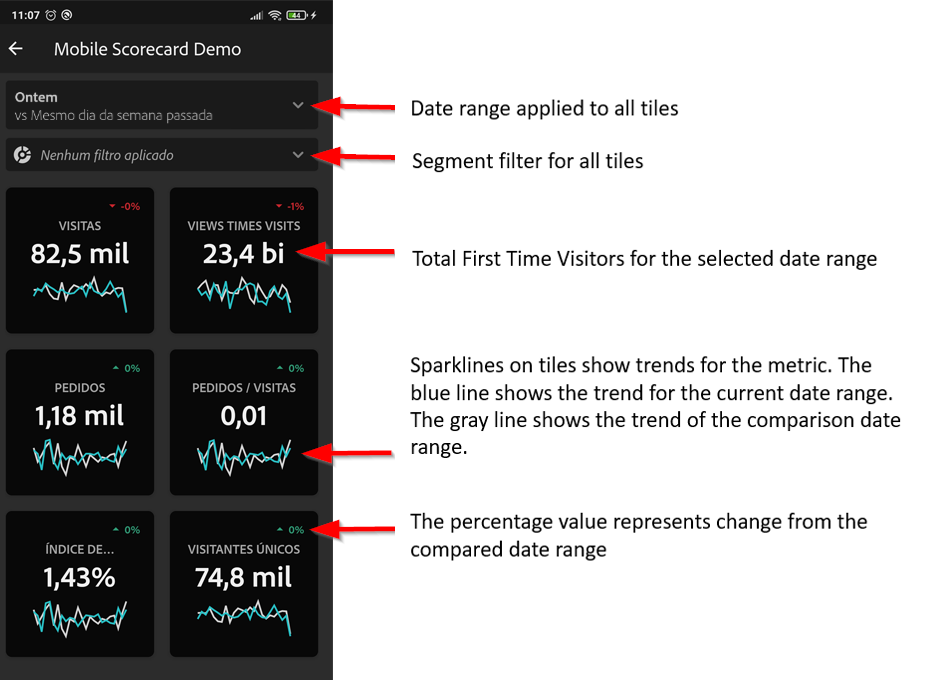 11:07
44
Mobile Scorecard Demo
Ontem
vs Mesmo dia da semana passada
Date range applied to all tiles
Nenhum filtro aplicado
Segment filter for all tiles
-0%
VISITAS
82,5 mil
-1%
VIEWS TIMES VISITS
23,4 bi
Total First Time Visitors for the selected date range
0%
PEDIDOS
1,18 mil
0%
PEDIDOS / VISITAS
0,01
Sparklines on tiles show trends for the metric. The
blue line shows the trend for the current date range.
The gray line shows the trend of the comparison date
range.
0%
ÍNDICE DE...
1,43%
0%
VISITANTES ÚNICOS
74,8 mil
The percentage value represents change from the
compared date range